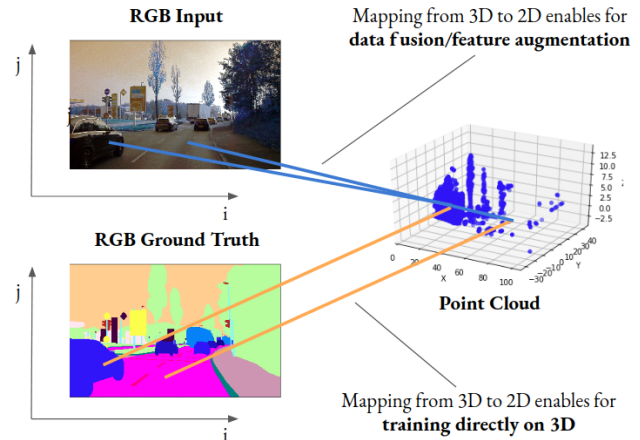 RGB Input
j
i
Mapping from 3D to 2D enables for
data fusion/feature augmentation
12.5
10.0
7.5
5.0
2.5
0.0
-2.5
z
0
20
40
60
80
100
X
-30
-20
-10
0
10
20
30
40
Y
Point Cloud
RGB Ground Truth
j
i
Mapping from 3D to 2D enables for
training directly on 3D